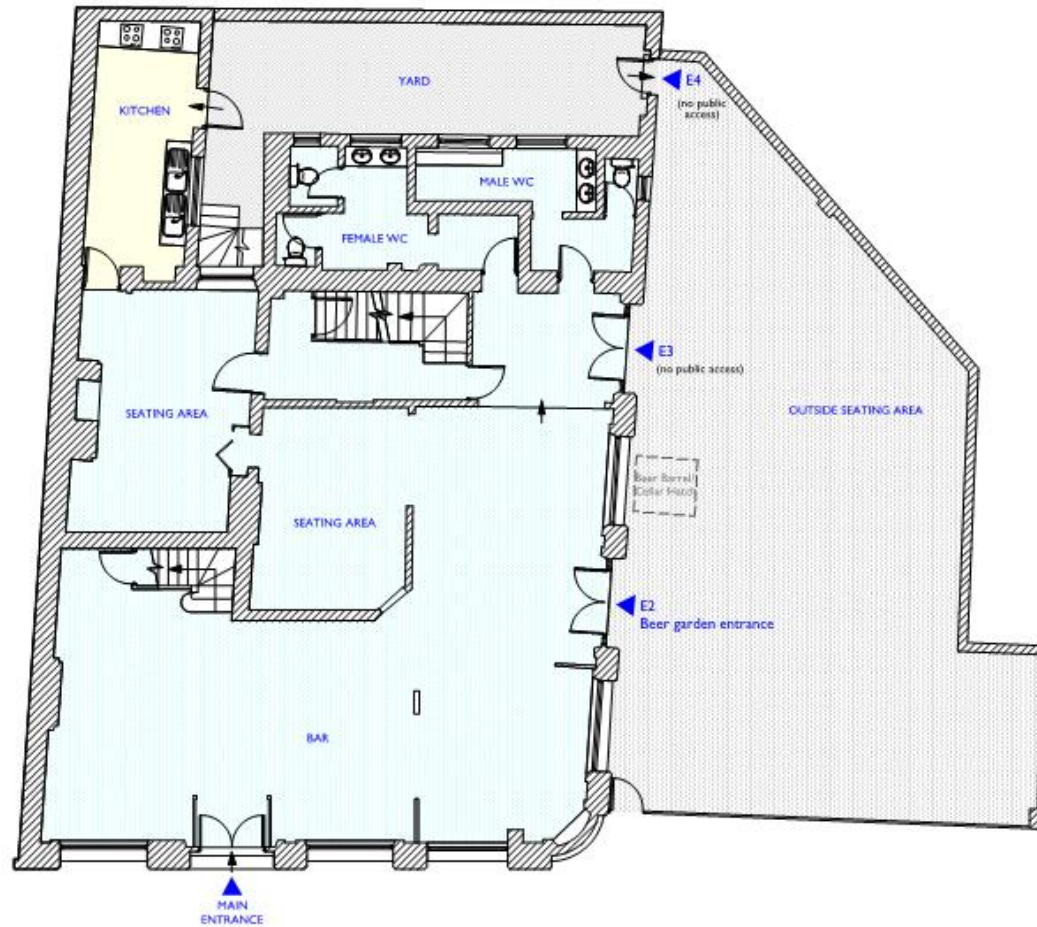 YARD
E4
(no public
access)
KITCHEN
MALE WC
FEMALE WC
E3
(no public access)
SEATING AREA
OUTSIDE SEATING AREA
Beer Barrel
Cellar Hatch
SEATING AREA
E2
Beer garden entrance
BAR
MAIN
ENTRANCE